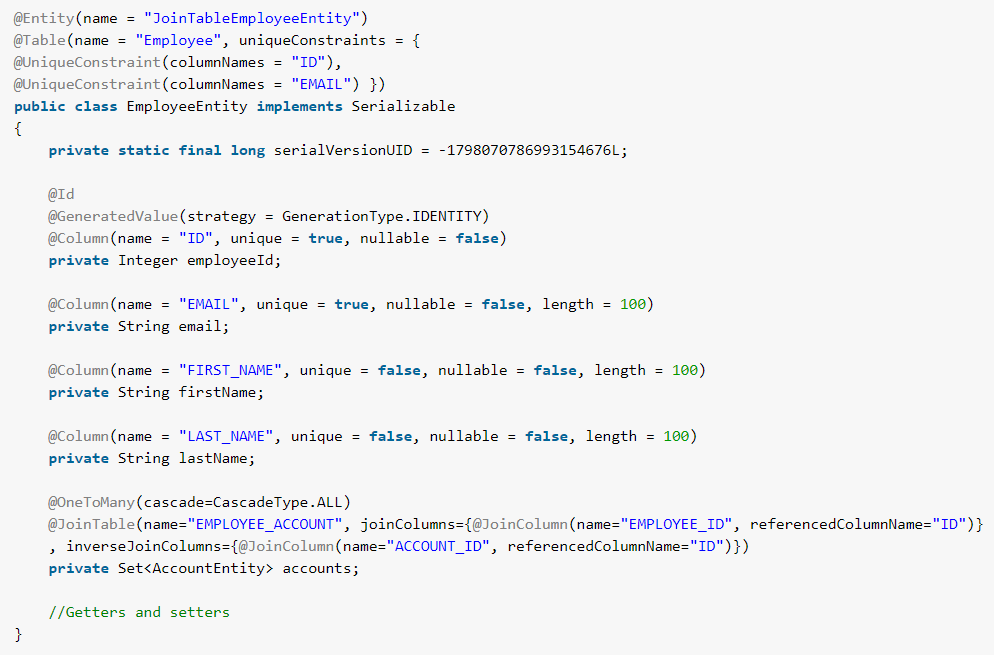 @Entity(name = "JoinTableEmployeeEntity")
@Table(name = "Employee", uniqueConstraints = {
@UniqueConstraint(columnNames = "ID"),
@UniqueConstraint(columnNames = "EMAIL") })
public class EmployeeEntity implements Serializable
{
    private static final long serialVersionUID = -1798070786993154676L;

    @Id
    @GeneratedValue(strategy = GenerationType.IDENTITY)
    @Column(name = "ID", unique = true, nullable = false)
    private Integer employeeId;

    @Column(name = "EMAIL", unique = true, nullable = false, length = 100)
    private String email;

    @Column(name = "FIRST_NAME", unique = false, nullable = false, length = 100)
    private String firstName;

    @Column(name = "LAST_NAME", unique = false, nullable = false, length = 100)
    private String lastName;

    @OneToMany(cascade=CascadeType.ALL)
    @JoinTable(name="EMPLOYEE_ACCOUNT", joinColumns={@JoinColumn(name="EMPLOYEE_ID", referencedColumnName="ID")}
    , inverseJoinColumns={@JoinColumn(name="ACCOUNT_ID", referencedColumnName="ID")})
    private Set<AccountEntity> accounts;

    //Getters and setters
}